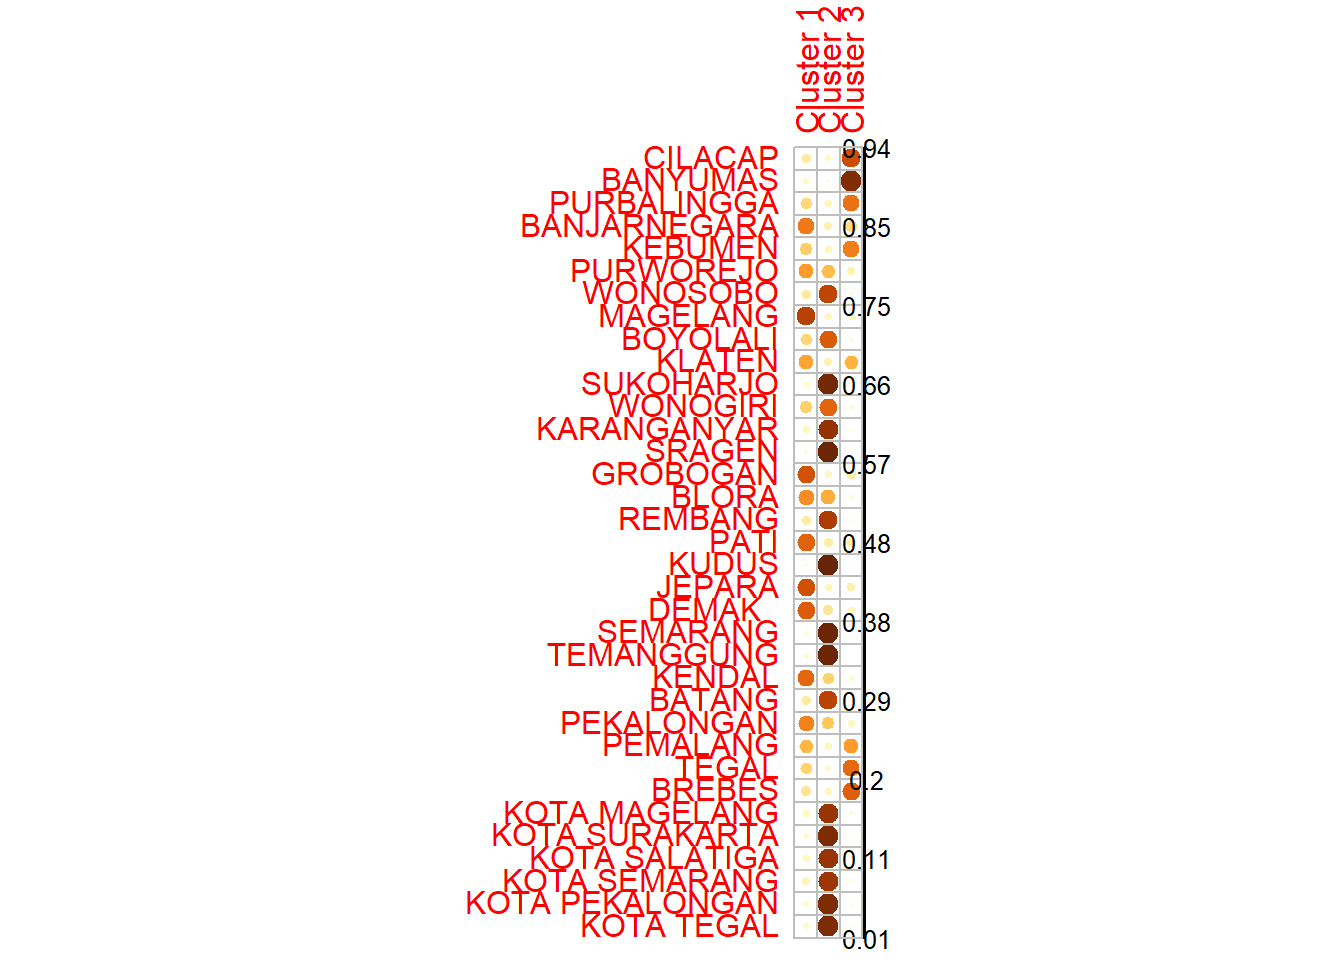 Cluster 1
Cluster 2
Cluster 3
CILACAP
BANYUMAS
PURBALINGGA
BANJARNEGARA
KEBUMEN
PURWOREJO
WONOSOBO
MAGELANG
BOYOLALI
KLATEN
SUKOHARJO
WONOGIRI
KARANGANYAR
SRAGEN
GROBOGAN
BLORA
REMBANG
PATI
KUDUS
JEPARA
DEMAK
SEMARANG
TEMANGGUNG
KENDAL
BATANG
PEKALONGAN
PEMALANG
TEGAL
BREBES
KOTA MAGELANG
KOTA SURAKARTA
KOTA SALATIGA
KOTA SEMARANG
KOTA PEKALONGAN
KOTA TEGAL
0.94
0.85
0.75
0.66
0.57
0.48
0.38
0.29
0.2
0.11
0.01